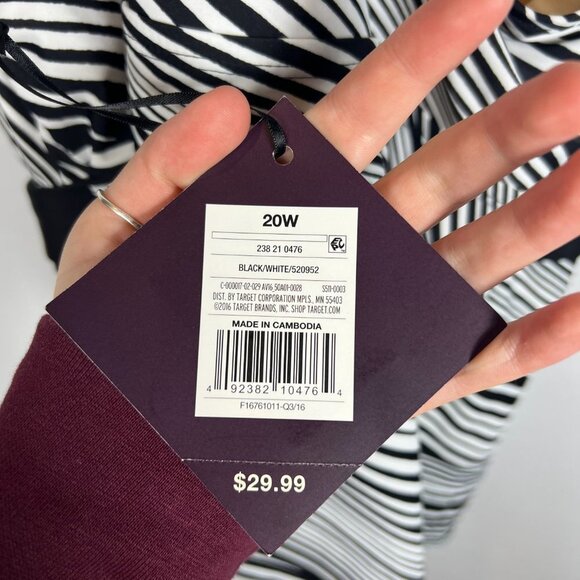 20W
238 21 0476
BLACK/WHITE/520952
C-000017-02-029 AV16_50A01-0028 SS11-0003
DIST. BY TARGET CORPORATION MPLS., MN 55403
©2016 TARGET BRANDS, INC. SHOP TARGET.COM
MADE IN CAMBODIA
4 92382 10476 4
F16761011-Q3/16
$29.99